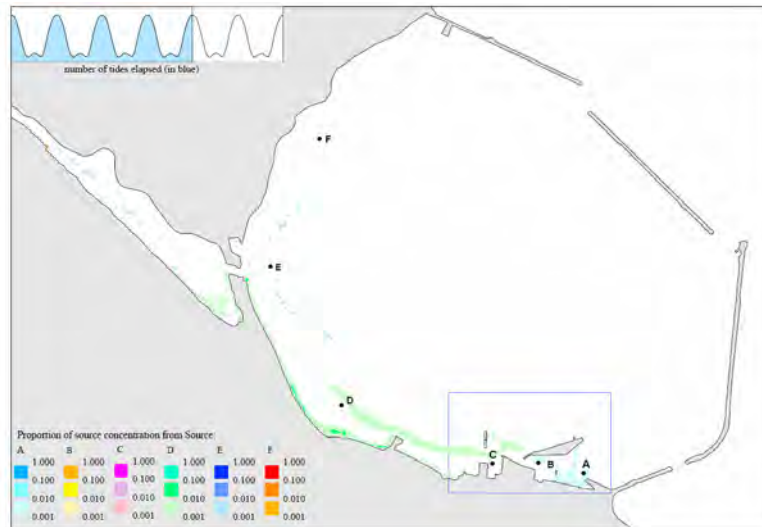 number of tides elapsed (in blue)
F
E
D
C
B
A
Proportion of source concentration from Source
A B C D E F
1.000 1.000 1.000 1.000 1.000 1.000
0.100 0.100 0.100 0.100 0.100 0.100
0.010 0.010 0.010 0.010 0.010 0.010
0.001 0.001 0.001 0.001 0.001 0.001